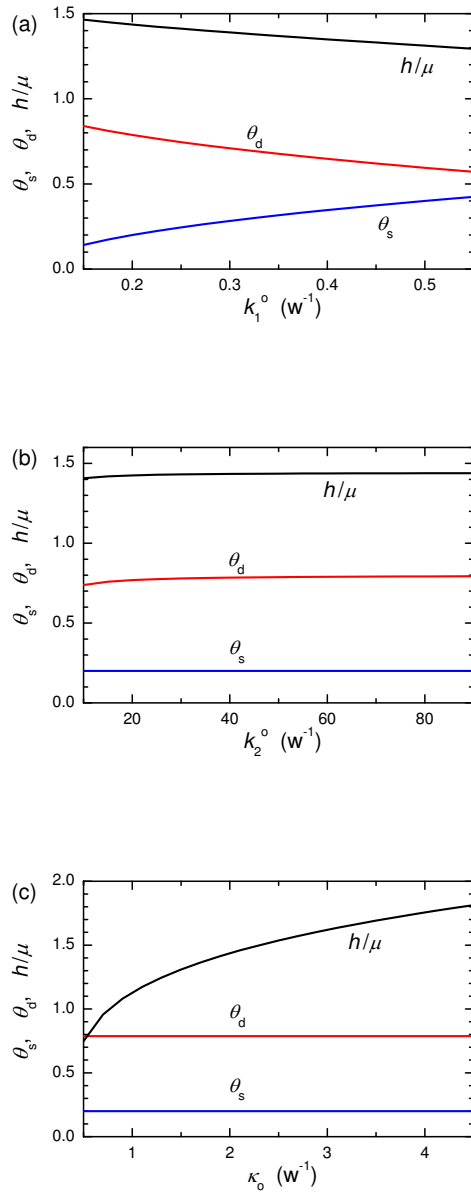 (a)
1.5
h/μ
1.0
θd
0.5
θs
0.0
θs, θd, h/μ
0.2 0.3 0.4 0.5
k1o (w-1)
(b)
1.5
h/μ
1.0
θd
0.5
θs
0.0
θs, θd, h/μ
20 40 60 80
k2o (w-1)
(c)
2.0
1.5
h/μ
1.0
θd
0.5
θs
0.0
θs, θd, h/μ
1 2 3 4
κo (w-1)